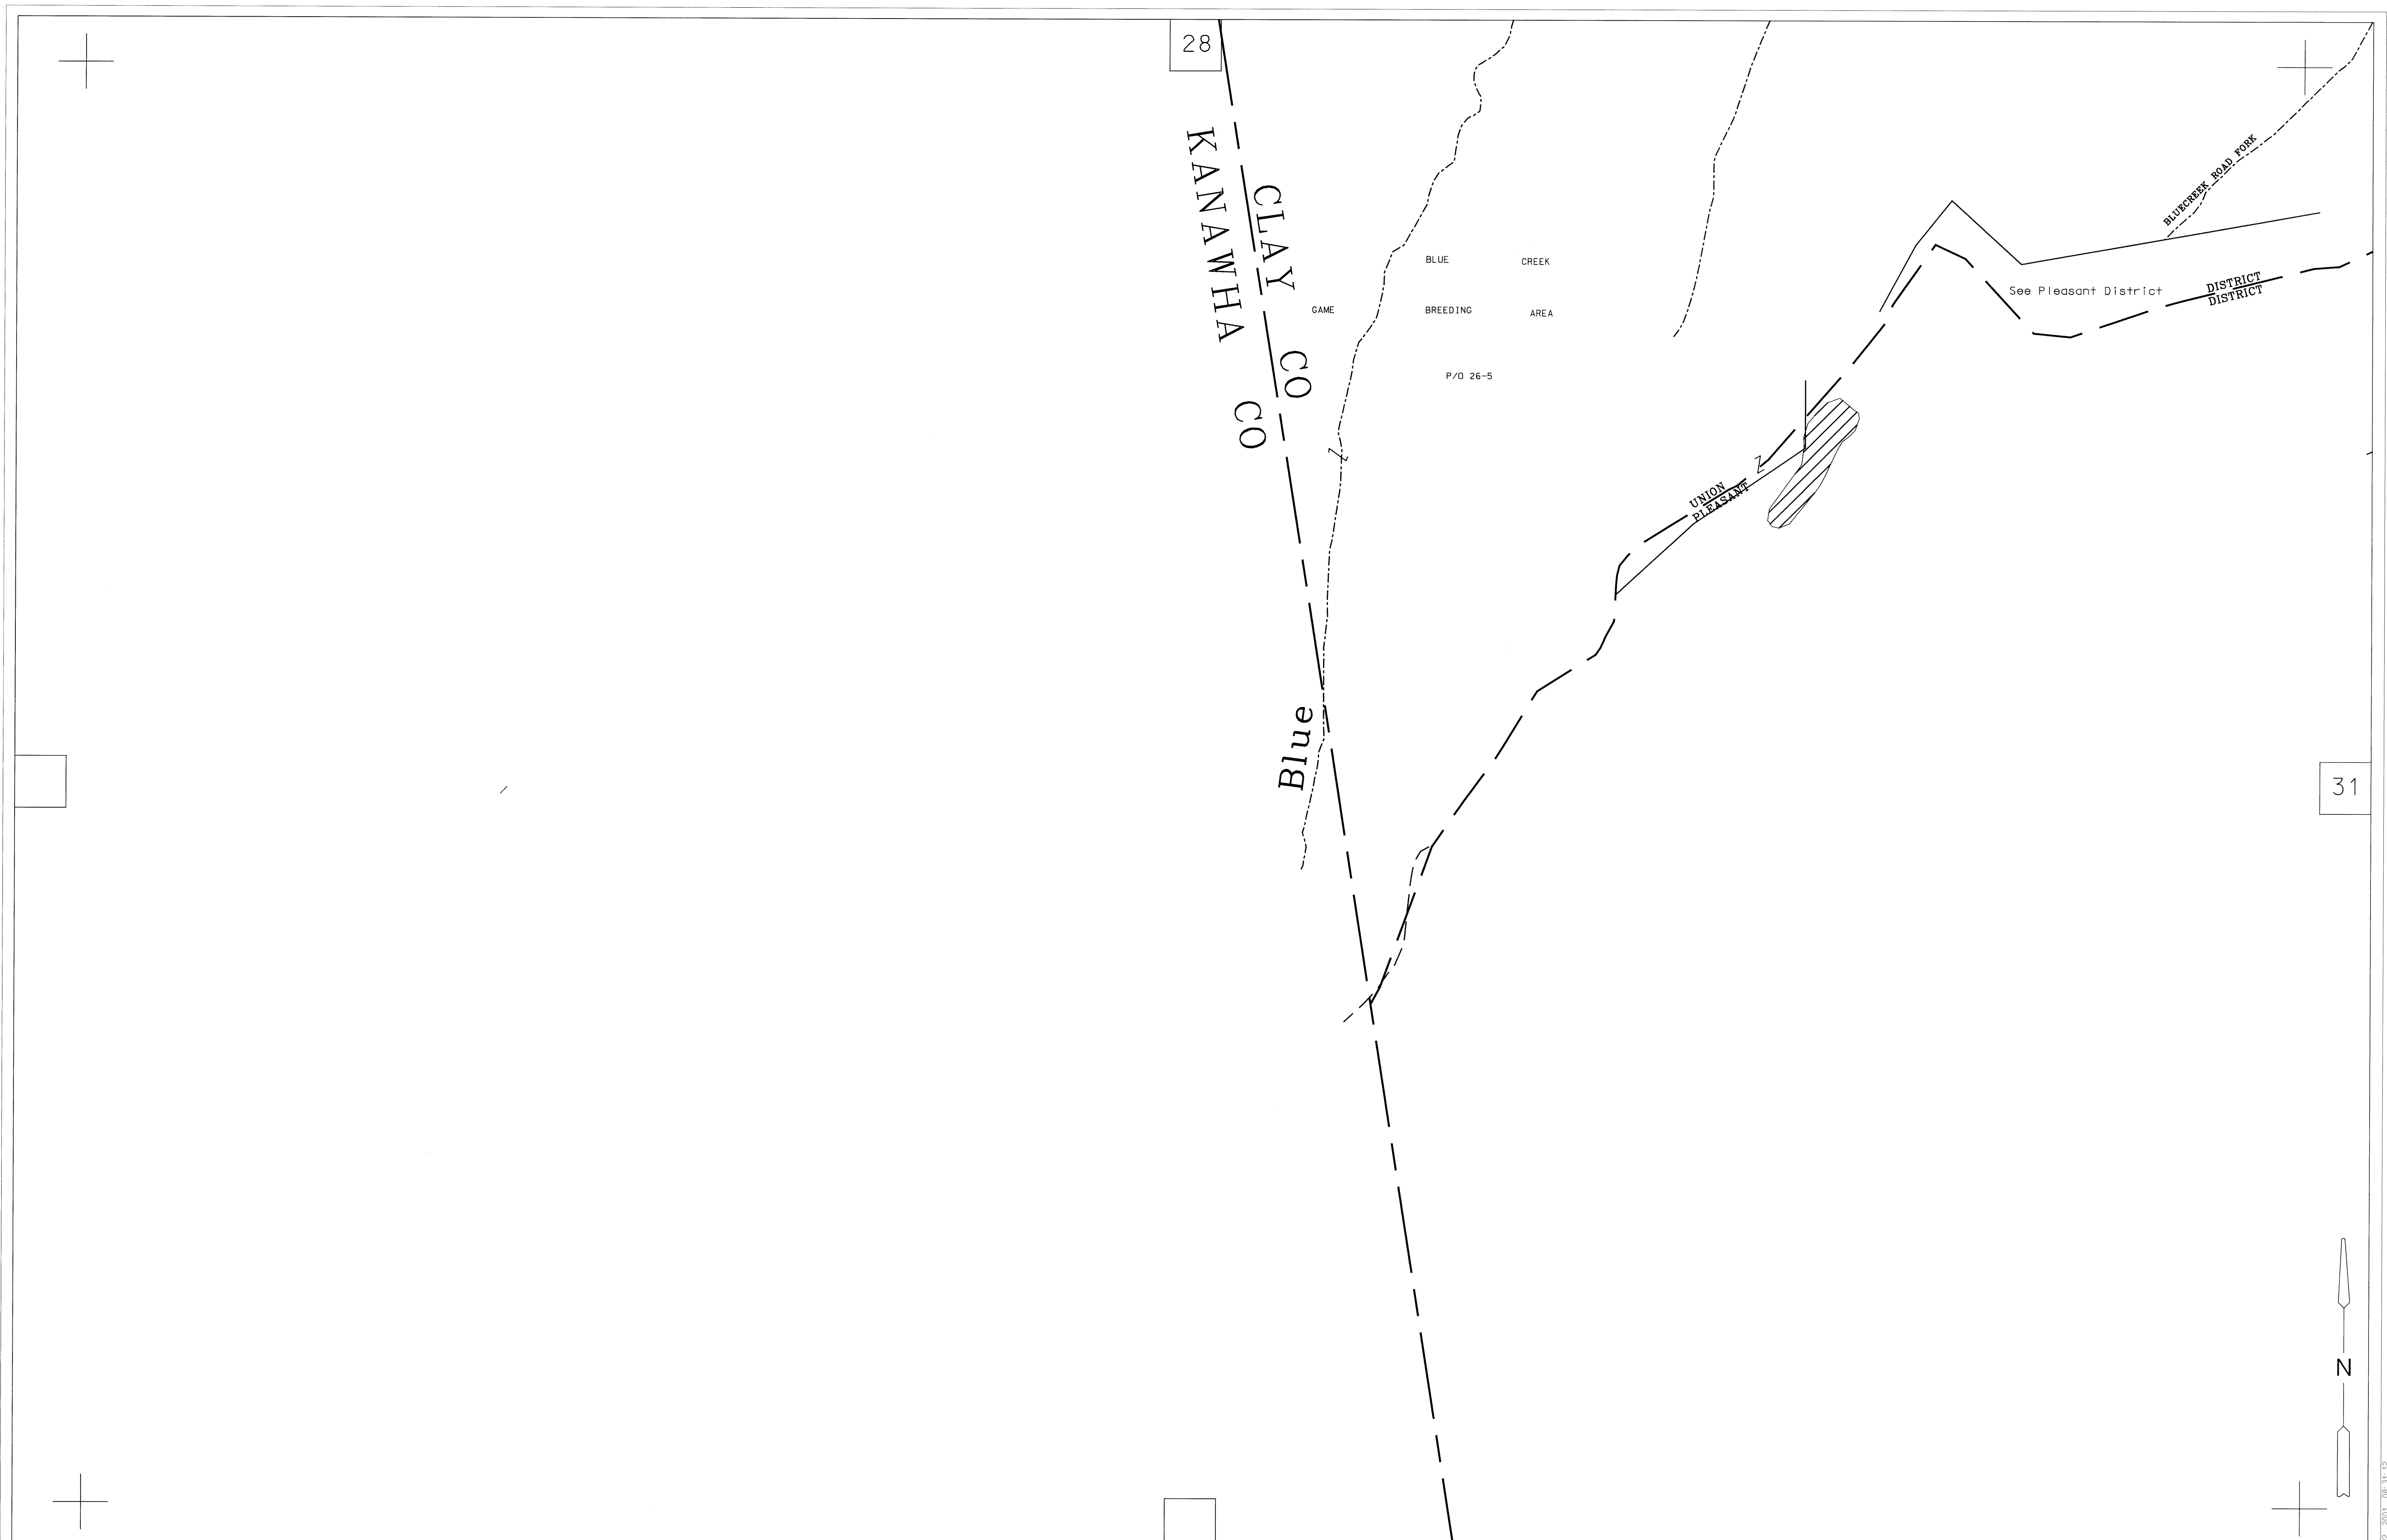 28
KANAWHA CO
CLAY CO
BLUECREEK ROAD FORK
BLUE CREEK
GAME BREEDING AREA
P/O 26-5
See Pleasant District
DISTRICT
DISTRICT
UNION
PLEASANT
Blue
31
N